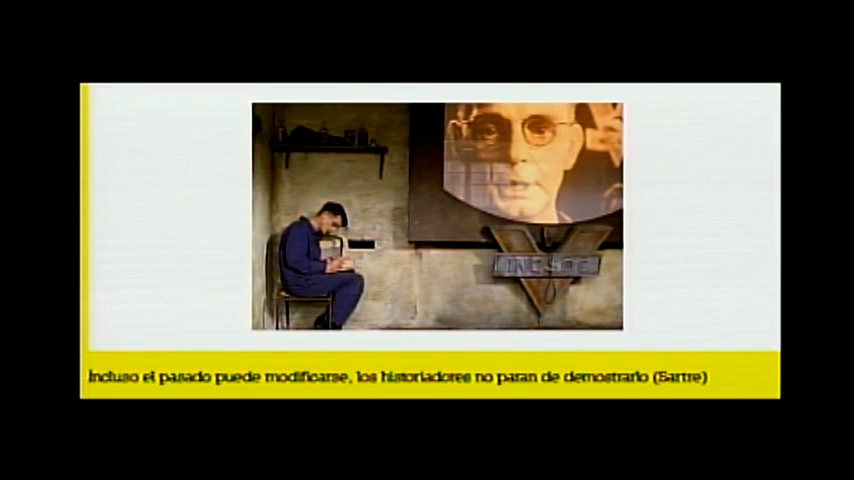 INGSOC
Incluso el pasado puede modificarse, los historiadores no paran de demostrarlo (Sartre)